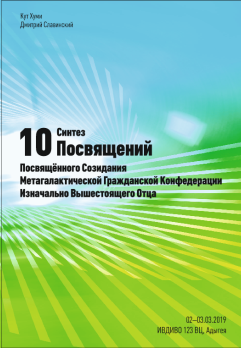 Кут Хуми
Дмитрий Славинский
10 Синтез
Посвящений
Посвящённого Созидания
Метагалактической Гражданской Конфедерации
Изначально Вышестоящего Отца
02–03.03.2019
ИВДИВО 123 ВЦ, Адыгея